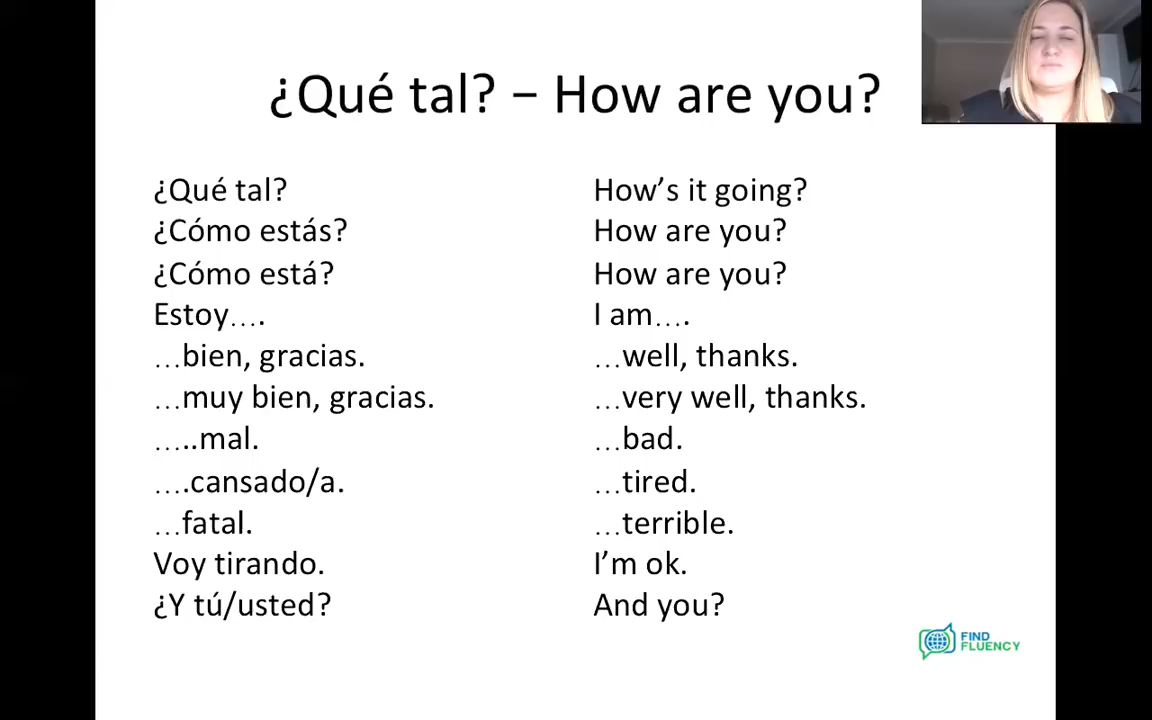 ¿Qué tal? – How are you?
¿Qué tal?
¿Cómo estás?
¿Cómo está?
Estoy….
…bien, gracias.
…muy bien, gracias.
…..mal.
….cansado/a.
…fatal.
Voy tirando.
¿Y tú/usted?
How’s it going?
How are you?
How are you?
I am….
…well, thanks.
…very well, thanks.
…bad.
…tired.
…terrible.
I’m ok.
And you?
FIND
FLUENCY